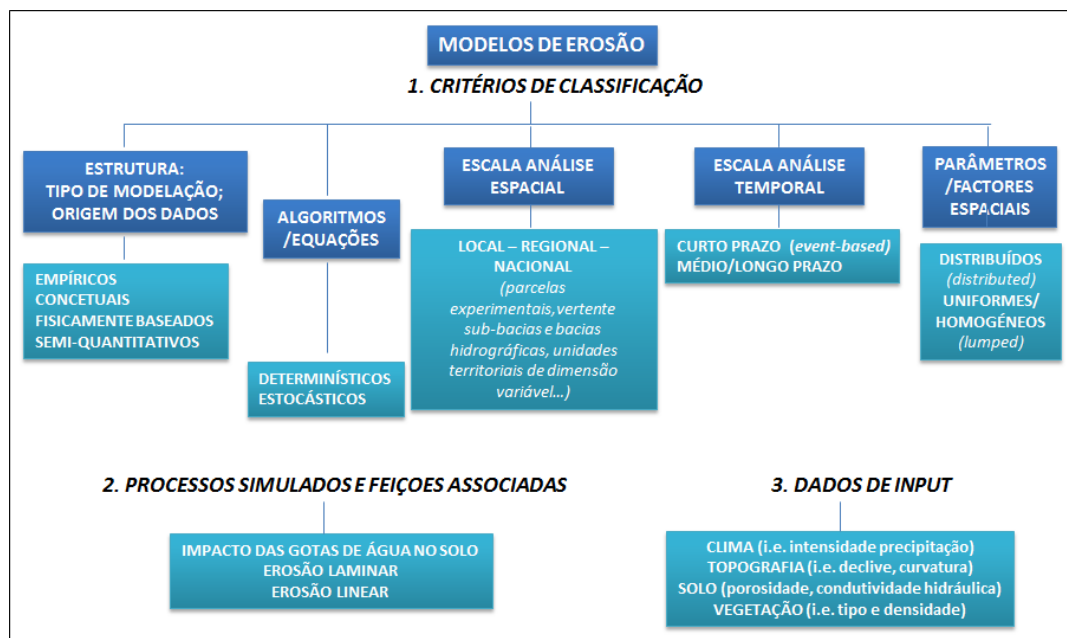 MODELOS DE EROSÃO
1. CRITÉRIOS DE CLASSIFICAÇÃO
ESTRUTURA:
TIPO DE MODELAÇÃO;
ORIGEM DOS DADOS
EMPÍRICOS
CONCETUAIS
FISICAMENTE BASEADOS
SEMI-QUANTITATIVOS
ALGORITMOS
/EQUAÇÕES
DETERMINÍSTICOS
ESTOCÁSTICOS
ESCALA ANÁLISE
ESPACIAL
LOCAL – REGIONAL –
NACIONAL
(parcelas
experimentais,vertente
sub-bacias e bacias
hidrográficas, unidades
territoriais de dimensão
variável...)
ESCALA ANÁLISE
TEMPORAL
CURTO PRAZO (event-based)
MÉDIO/LONGO PRAZO
PARÂMETROS
/FACTORES
ESPACIAIS
DISTRIBUÍDOS
(distributed)
UNIFORMES/
HOMOGÉNEOS
(lumped)
2. PROCESSOS SIMULADOS E FEIÇOES ASSOCIADAS
IMPACTO DAS GOTAS DE ÁGUA NO SOLO
EROSÃO LAMINAR
EROSÃO LINEAR
3. DADOS DE INPUT
CLIMA (i.e. intensidade precipitação)
TOPOGRAFIA (i.e. declive, curvatura)
SOLO (porosidade, condutividade hidráulica)
VEGETAÇÃO (i.e. tipo e densidade)